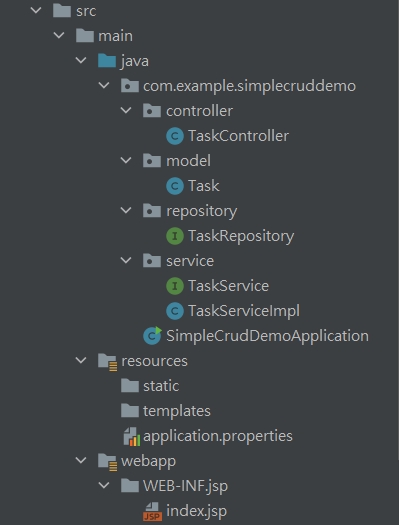 src
main
java
com.example.simplecruddemo
controller
C TaskController
model
C Task
repository
I TaskRepository
service
I TaskService
C TaskServiceImpl
C SimpleCrudDemoApplication
resources
static
templates
application.properties
webapp
WEB-INF.jsp
JSP index.jsp